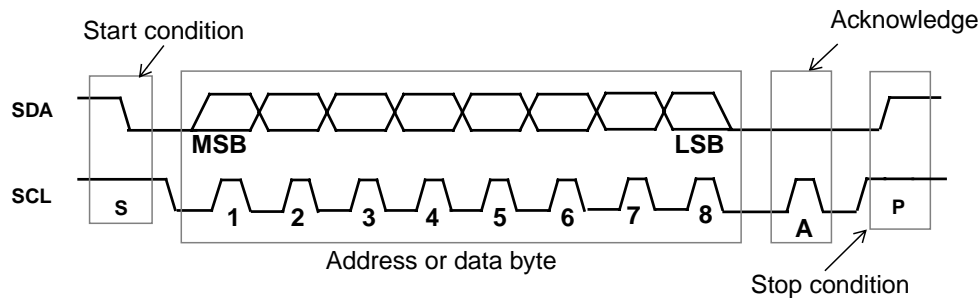 Start condition
Acknowledge
SDA
MSB
LSB
SCL
S
1 2 3 4 5 6 7 8
A
P
Address or data byte
Stop condition